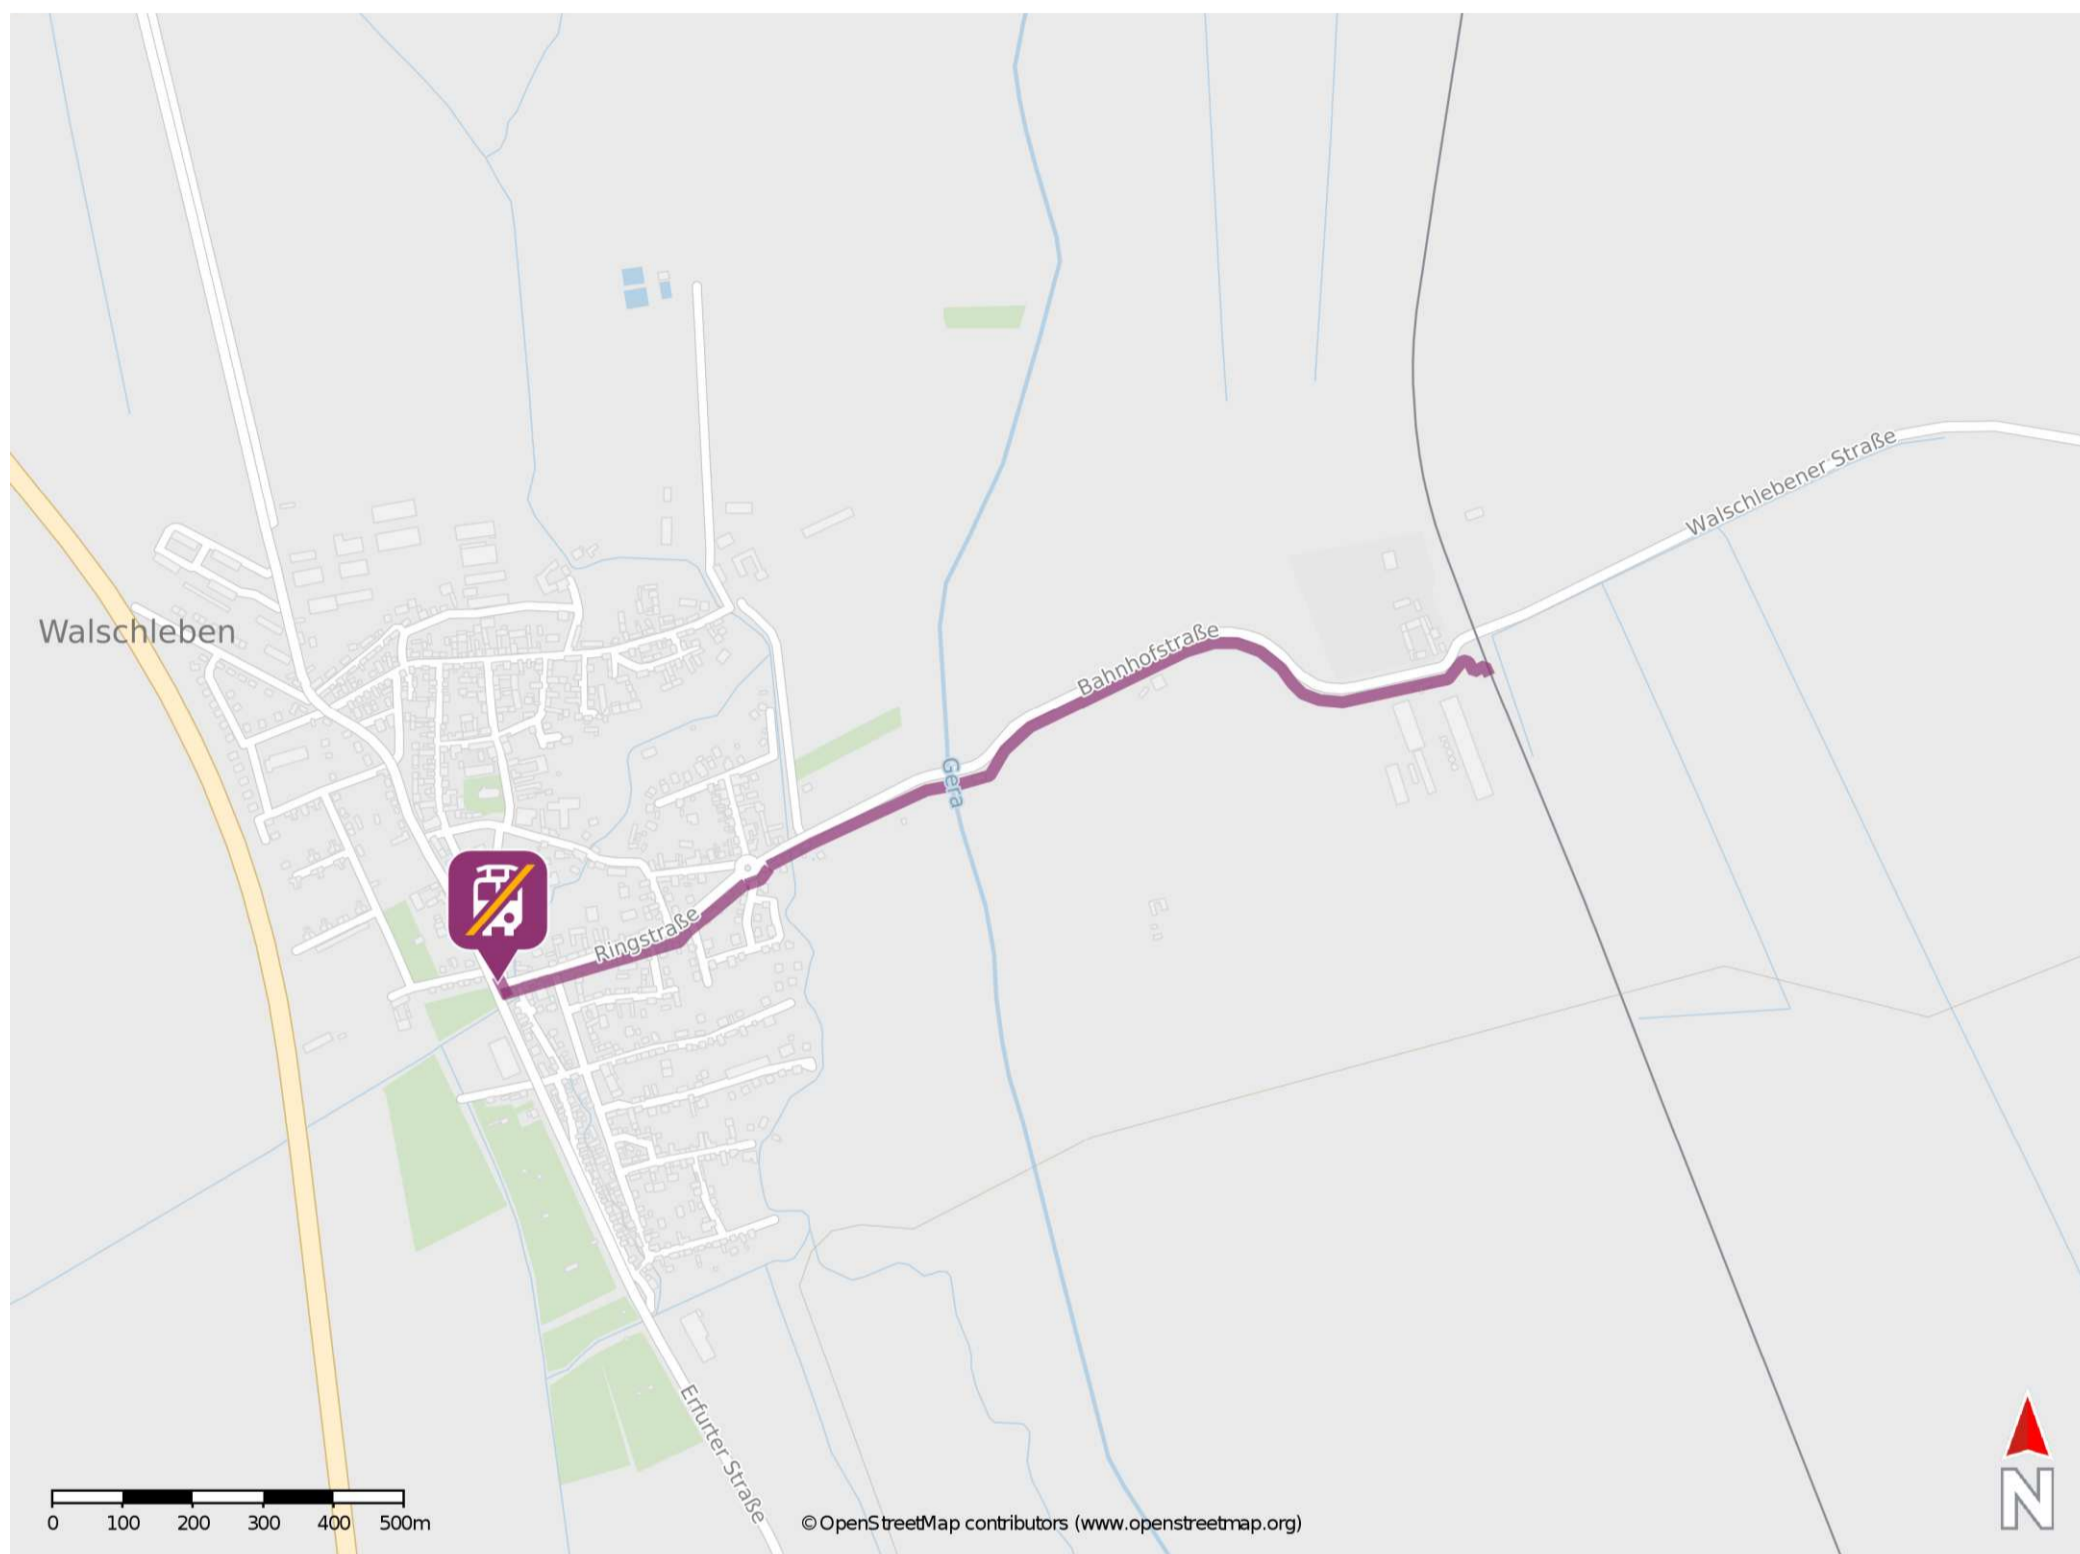 Walschlebener Straße
Walschleben
Bahnhofstraße
Gera
Ringstraße
Erfurter Straße
N
0 100 200 300 400 500m
© OpenStreetMap contributors (www.openstreetmap.org)